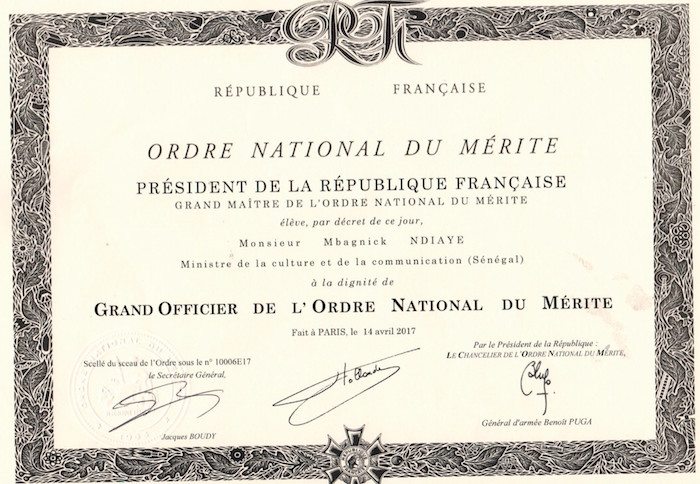 RF
RÉPUBLIQUE FRANÇAISE
ORDRE NATIONAL DU MÉRITE
PRÉSIDENT DE LA RÉPUBLIQUE FRANÇAISE
GRAND MAÎTRE DE L'ORDRE NATIONAL DU MÉRITE
élève, par décret de ce jour,
Monsieur Mbagnick NDIAYE
Ministre de la culture et de la communication (Sénégal)
à la dignité de
GRAND OFFICIER DE L'ORDRE NATIONAL DU MÉRITE
Fait à PARIS, le 14 avril 2017
Scellé du sceau de l'Ordre sous le n° 10006E17
le Secrétaire Général,
Jacques BOUDY
Par le Président de la République :
LE CHANCELIER DE L'ORDRE NATIONAL DU MÉRITE,
Général d'armée Benoît PUGA